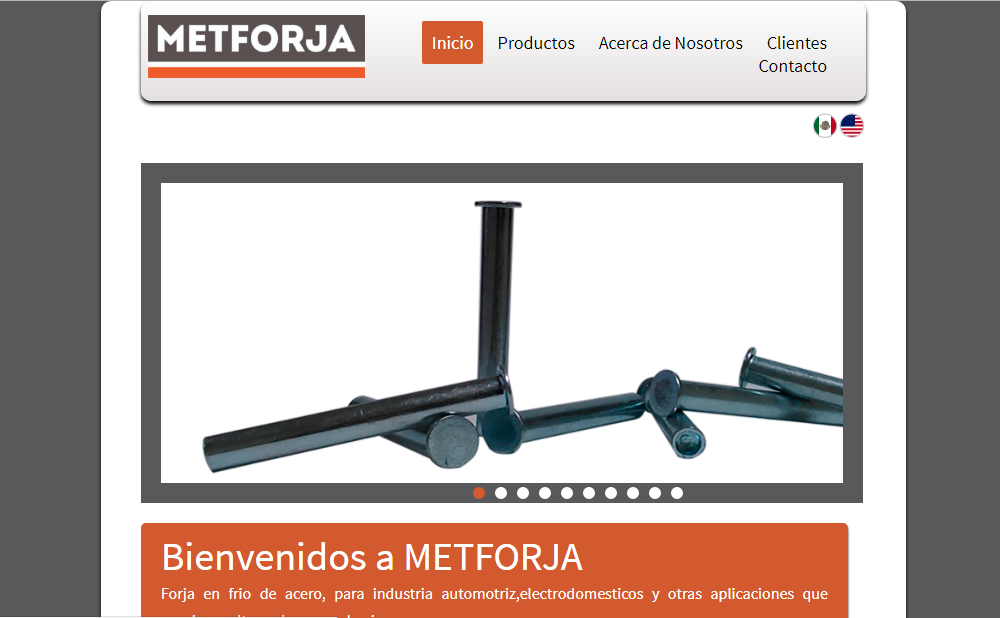 METFORJA
Inicio Productos Acerca de Nosotros Clientes
Contacto
Bienvenidos a METFORJA
Forja en frio de acero, para industria automotriz,electrodomesticos y otras aplicaciones que